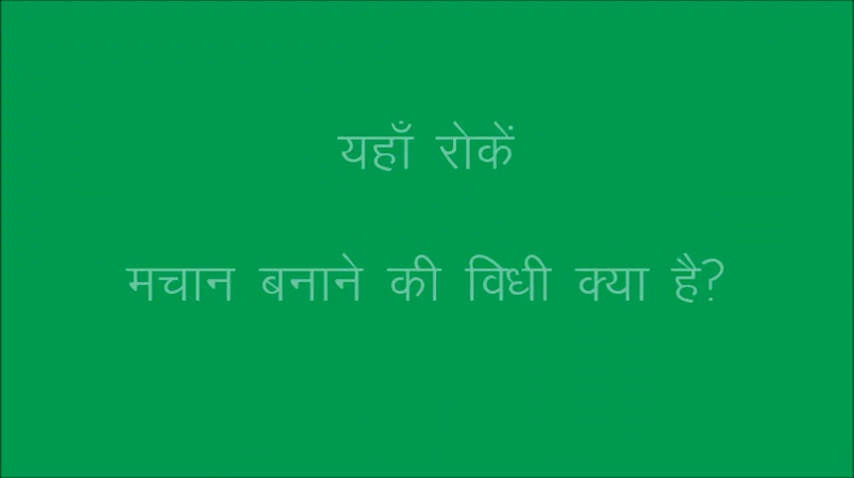 यहाँ रोकें
मचान बनाने की विधी क्या है?